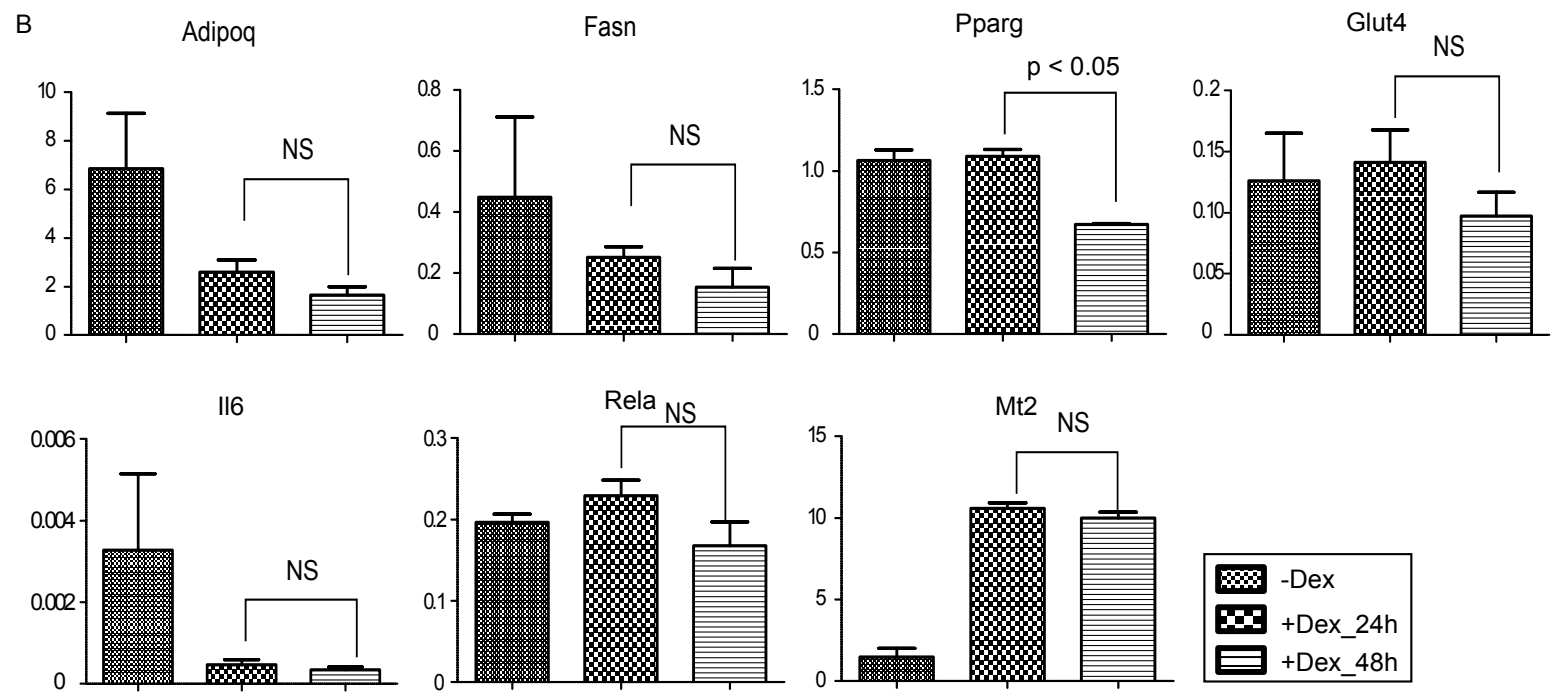 B
Adipoq
10
8
6
4
2
0
NS
Fasn
0.8
0.6
0.4
0.2
0
NS
Pparg
1.5
1.0
0.5
0
p < 0.05
Glut4
0.2
0.15
0.10
0.05
0
NS
Il6
0.006
0.004
0.002
0
NS
Rela
0.3
0.2
0.1
0
NS
Mt2
15
10
5
0
NS
-Dex
+Dex_24h
+Dex_48h